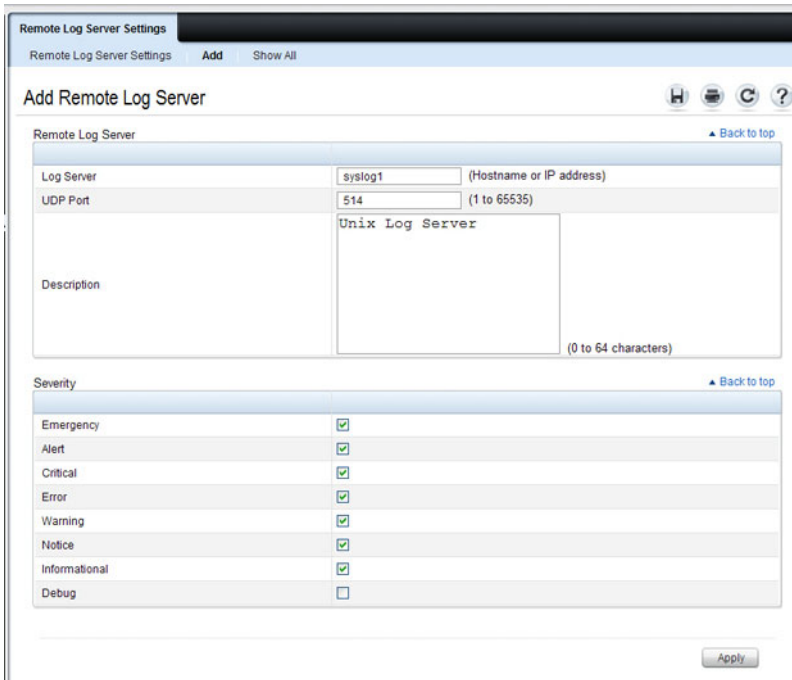 Remote Log Server Settings
Remote Log Server Settings Add Show All
Add Remote Log Server
?
Remote Log Server Back to top
Log Server syslog1 (Hostname or IP address)
UDP Port 514 (1 to 65535)
Unix Log Server
Description
(0 to 64 characters)
Severity Back to top
Emergency
Alert
Critical
Error
Warning
Notice
Informational
Debug
Apply